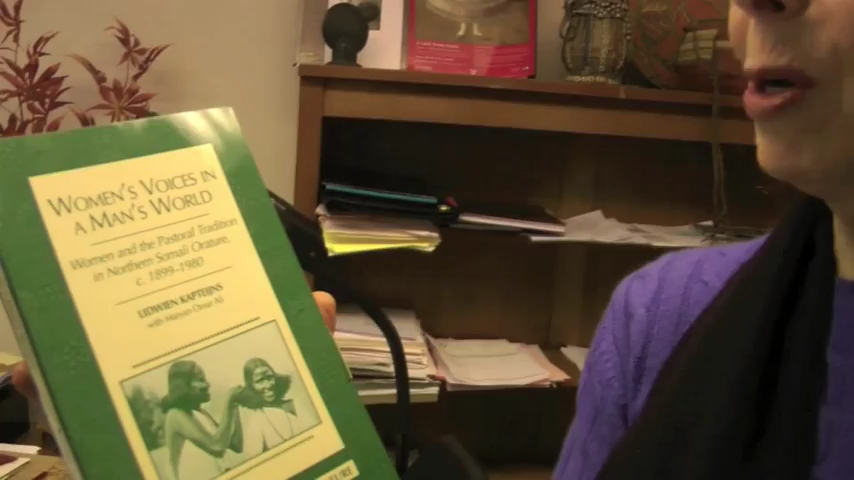 WOMEN'S VOICES IN
A MAN'S WORLD
Women and the Pastoral Tradition
in Northern Somali Orature,
c. 1899–1980
LIDWIEN KAPTEIJNS
with Maryan Omar Ali